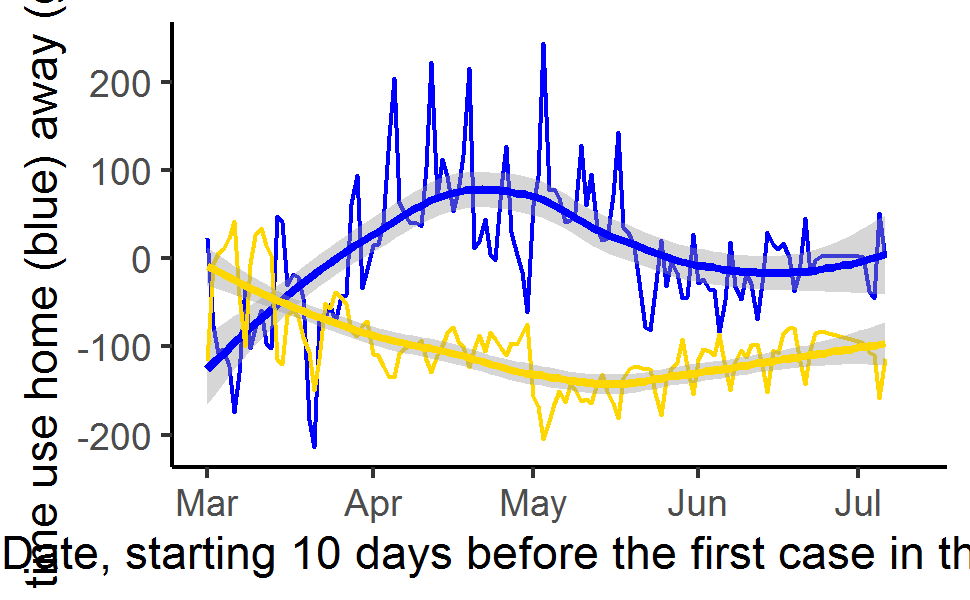 time use home (blue) away (
200
100
0
-100
-200
Mar Apr May Jun Jul
Date, starting 10 days before the first case in th